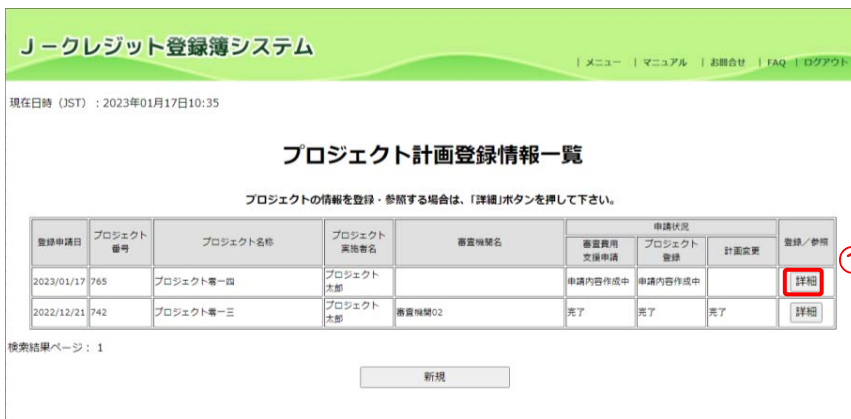 J－クレジット登録簿システム
| メニュー | マニュアル | お問合せ | FAQ | ログアウト
現在日時（JST）：2023年01月17日10:35
プロジェクト計画登録情報一覧
プロジェクトの情報を登録・参照する場合は、「詳細」ボタンを押して下さい。
登録申請日 プロジェクト番号 プロジェクト名称 プロジェクト実施者名 審査機関名 申請状況 登録／参照
審査費用支援申請 プロジェクト登録 計画変更
2023/01/17 765 プロジェクト零一四 プロジェクト太郎 申請内容作成中 申請内容作成中 詳細
2022/12/21 742 プロジェクト零一三 プロジェクト太郎 審査機関02 完了 完了 完了 詳細
検索結果ページ： 1
新規